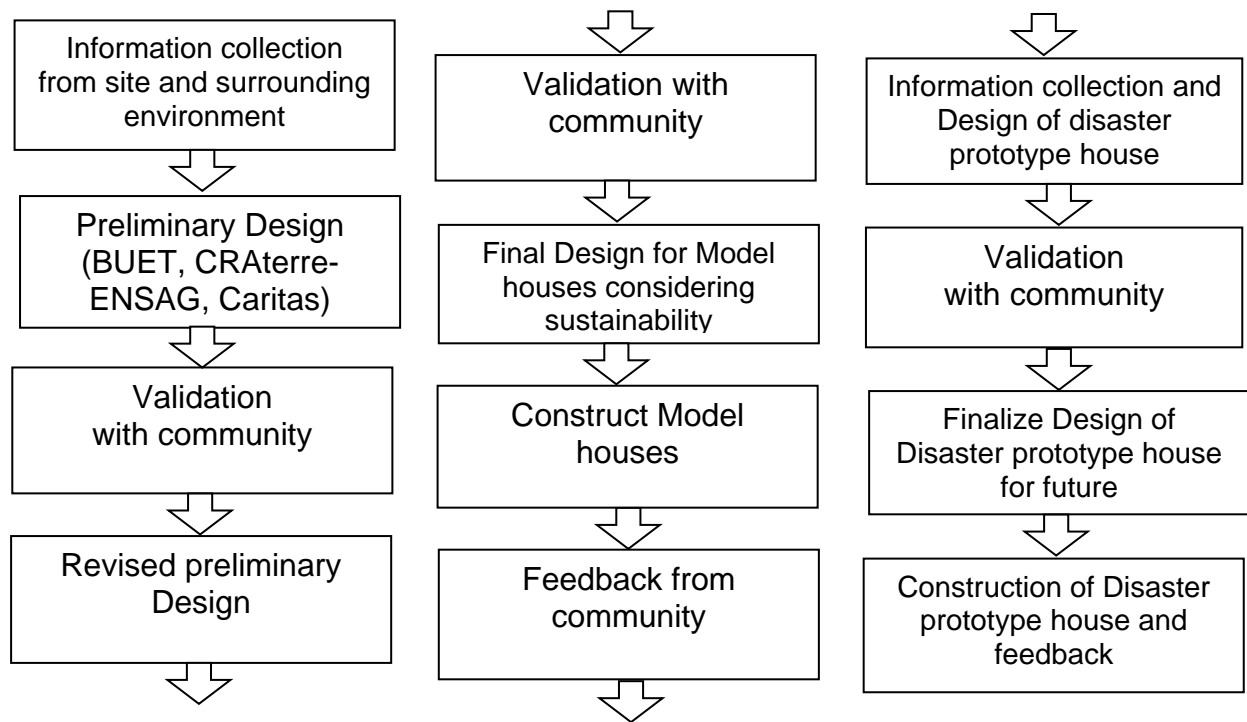 Information collection
from site and surrounding
environment
Preliminary Design
(BUET, CRAterre-
ENSAG, Caritas)
Validation
with community
Revised preliminary
Design
Validation with
community
Final Design for Model
houses considering
sustainability
Construct Model
houses
Feedback from
community
Information collection and
Design of disaster
prototype house
Validation
with community
Finalize Design of
Disaster prototype house
for future
Construction of Disaster
prototype house and
feedback